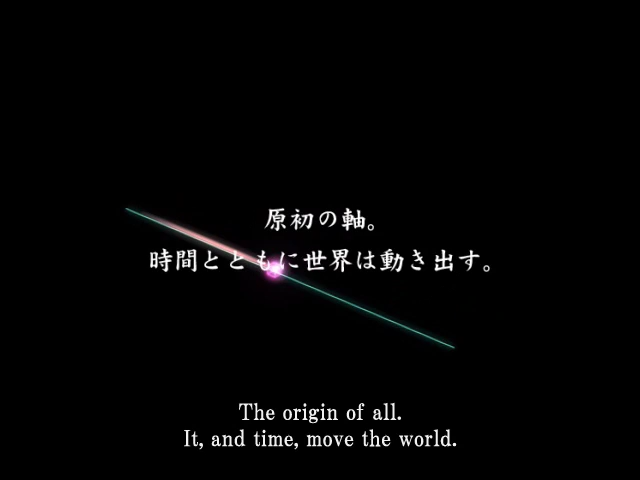 原初の軸。
時間とともに世界は動き出す。
The origin of all.
It, and time, move the world.